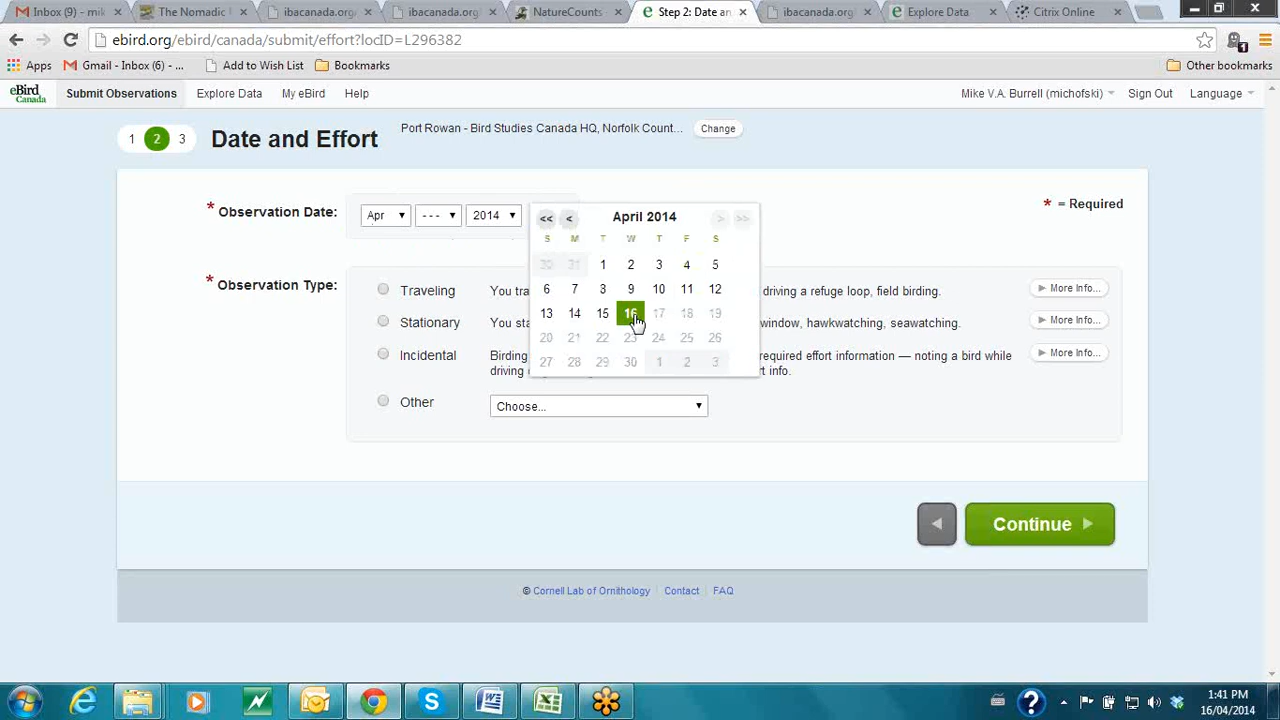 Inbox (9) - mik
The Nomadic
ibacanada.org
ibacanada.org
NatureCounts
Step 2: Date an
ibacanada.org
Explore Data
Citrix Online
ebird.org/ebird/canada/submit/effort?locID=L296382
1
Apps
Gmail - Inbox (6) - ...
Add to Wish List
Bookmarks
Other bookmarks
eBird Canada
Submit Observations
Explore Data
My eBird
Help
Mike V.A. Burrell (michofski)
Sign Out
Language
1 2 3
Date and Effort
Port Rowan - Bird Studies Canada HQ, Norfolk Count...
Change
* Observation Date:
Apr
- - -
2014
* = Required
<< < April 2014 > >>
S M T W T F S
30 31 1 2 3 4 5
6 7 8 9 10 11 12
13 14 15 16 17 18 19
20 21 22 23 24 25 26
27 28 29 30 1 2 3
* Observation Type:
Traveling
You tra
driving a refuge loop, field birding.
More Info...
Stationary
You sta
window, hawkwatching, seawatching.
More Info...
Incidental
Birding
required effort information — noting a bird while
driving
rt info.
More Info...
Other
Choose...
Continue
© Cornell Lab of Ornithology
Contact
FAQ
1:41 PM
16/04/2014